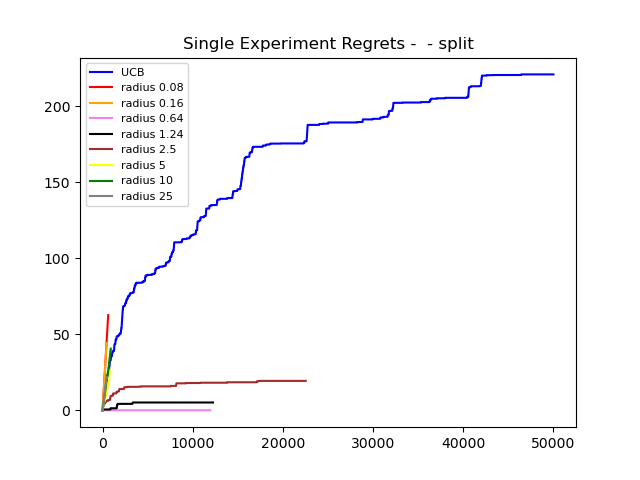 Single Experiment Regrets -  - split
UCB
radius 0.08
radius 0.16
radius 0.64
radius 1.24
radius 2.5
radius 5
radius 10
radius 25
200
150
100
50
0
0 10000 20000 30000 40000 50000